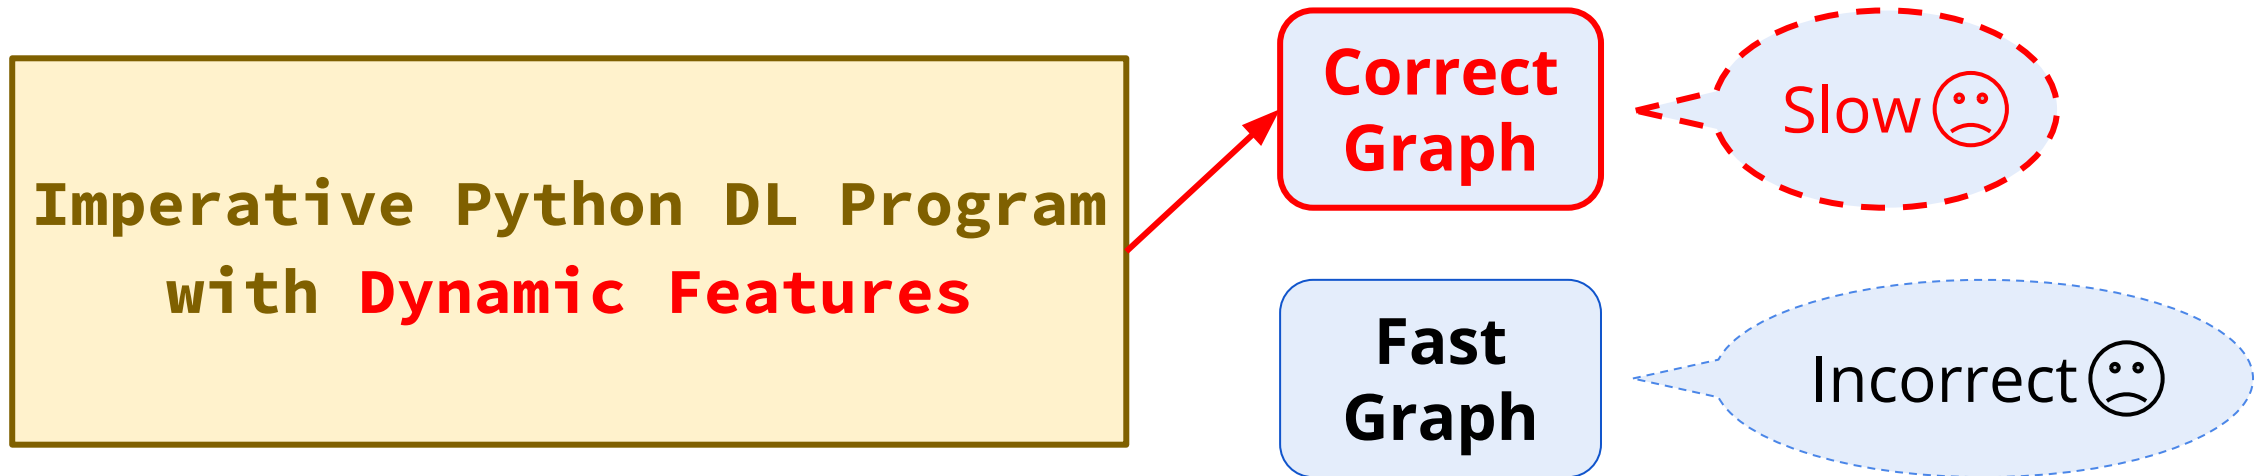 Imperative Python DL Program
with Dynamic Features
Correct
Graph
Slow
Fast
Graph
Incorrect